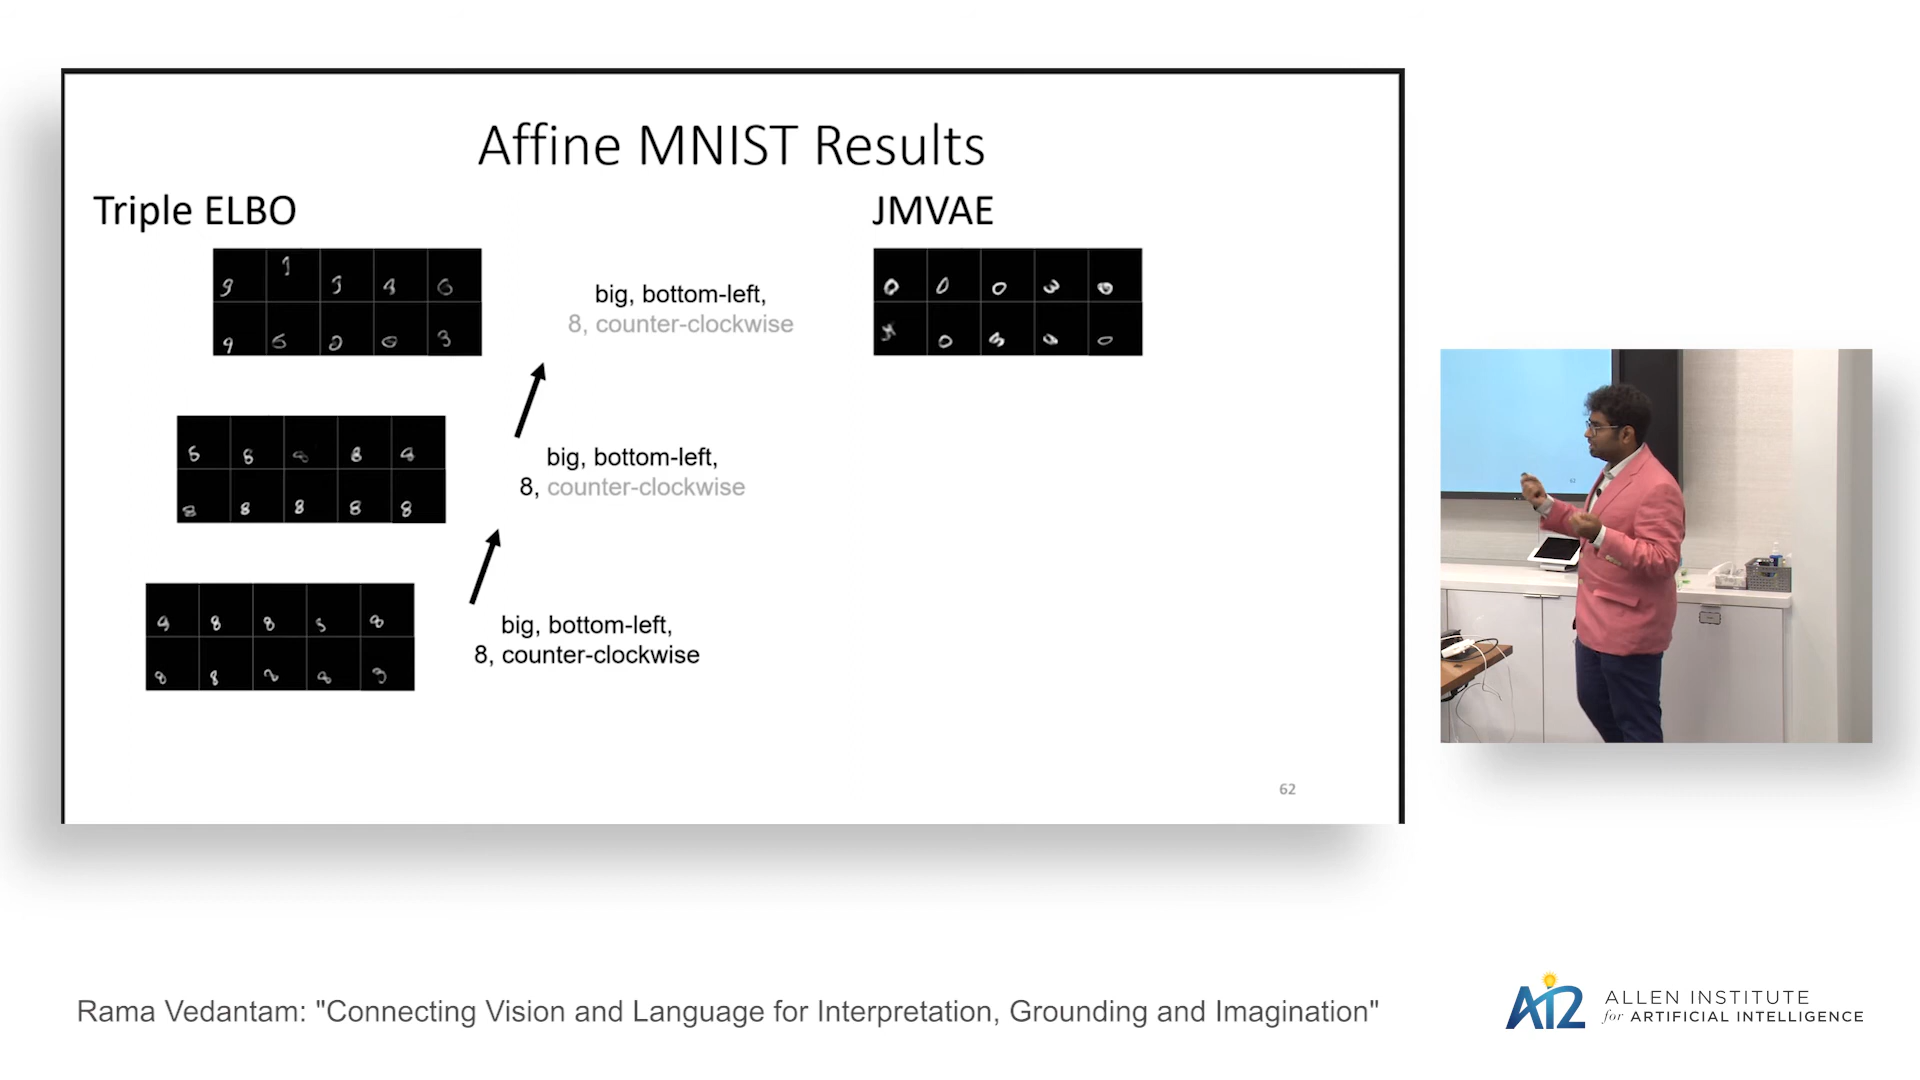 Affine MNIST Results
Triple ELBO
JMVAE
big, bottom-left,
8, counter-clockwise
big, bottom-left,
8, counter-clockwise
big, bottom-left,
8, counter-clockwise
62
62
Rama Vedantam: "Connecting Vision and Language for Interpretation, Grounding and Imagination"
AI2
ALLEN INSTITUTE
for ARTIFICIAL INTELLIGENCE